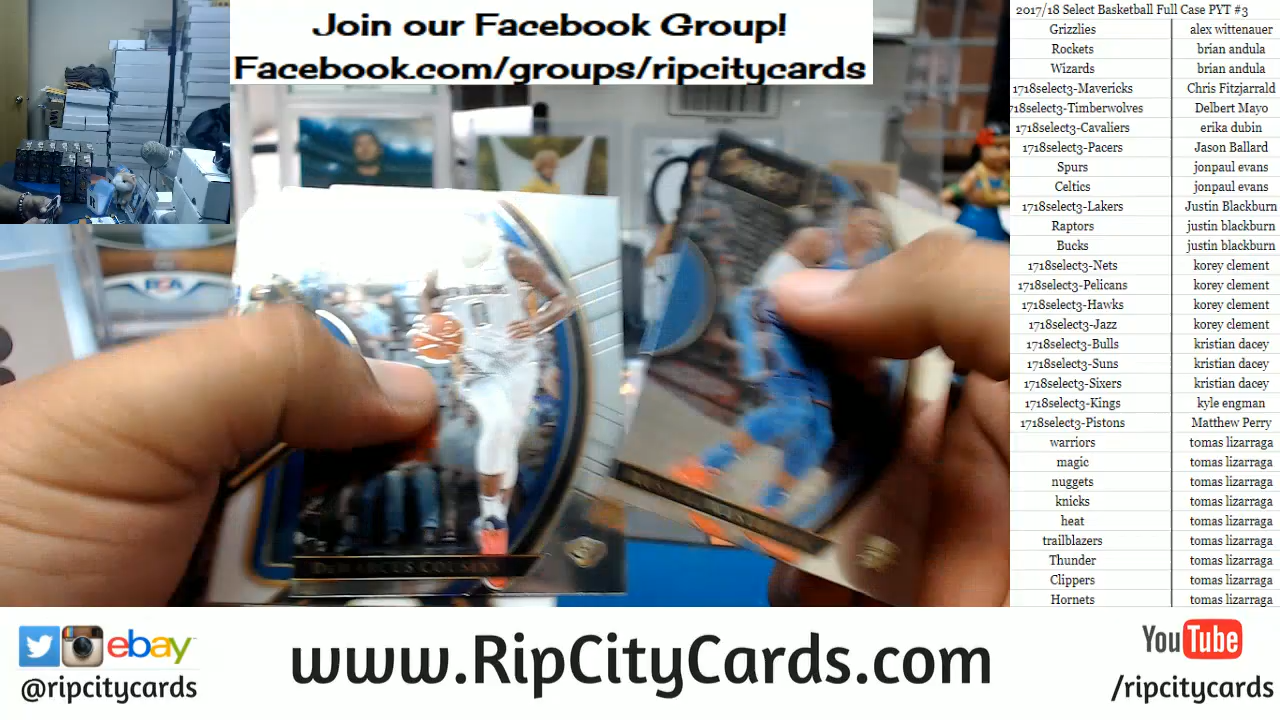 Join our Facebook Group!
Facebook.com/groups/ripcitycards
2017/18 Select Basketball Full Case PYT #3
Grizzlies alex wittenauer
Rockets brian andula
Wizards brian andula
1718select3-Mavericks Chris Fitzjarrald
1718select3-Timberwolves Delbert Mayo
1718select3-Cavaliers erika dubin
1718select3-Pacers Jason Ballard
Spurs jonpaul evans
Celtics jonpaul evans
1718select3-Lakers Justin Blackburn
Raptors justin blackburn
Bucks justin blackburn
1718select3-Nets korey clement
1718select3-Pelicans korey clement
1718select3-Hawks korey clement
1718select3-Jazz korey clement
1718select3-Bulls kristian dacey
1718select3-Suns kristian dacey
1718select3-Sixers kristian dacey
1718select3-Kings kyle engman
1718select3-Pistons Matthew Perry
warriors tomas lizarraga
magic tomas lizarraga
nuggets tomas lizarraga
knicks tomas lizarraga
heat tomas lizarraga
trailblazers tomas lizarraga
Thunder tomas lizarraga
Clippers tomas lizarraga
Hornets tomas lizarraga
DeMarcus Cousins
ebay
@ripcitycards
www.RipCityCards.com
YouTube
/ripcitycards